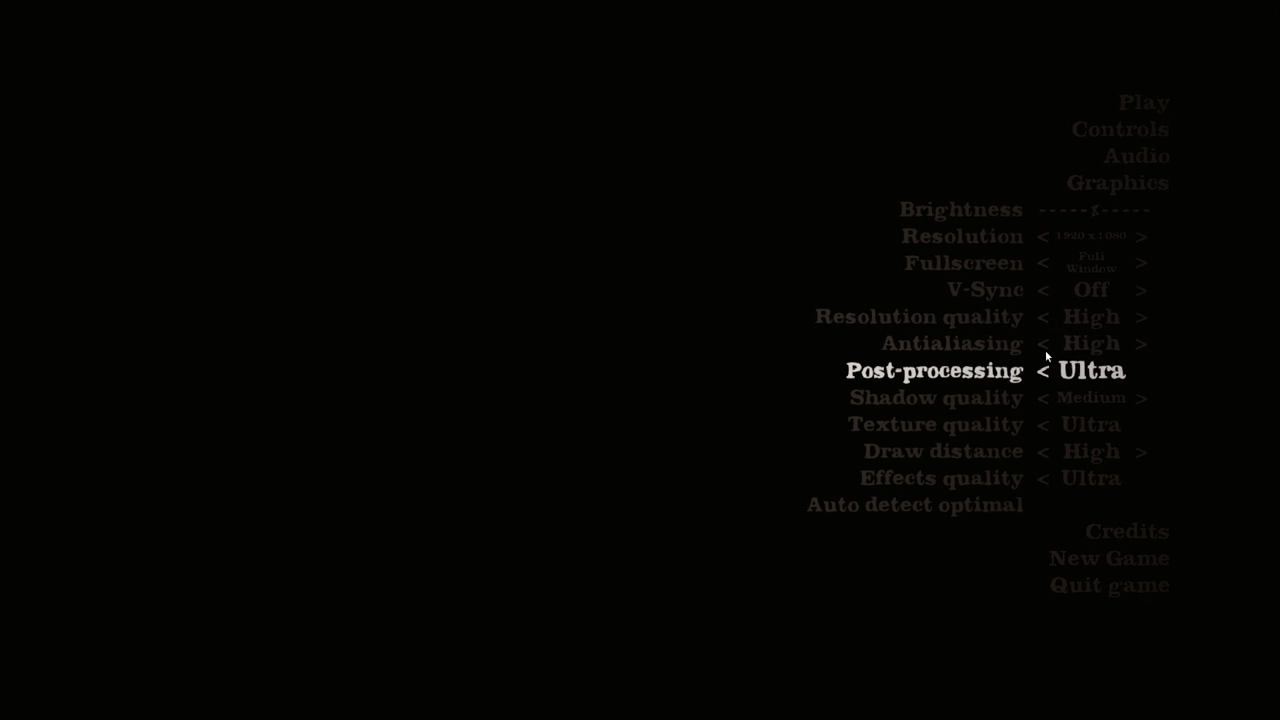 Play
Controls
Audio
Graphics
Brightness -----x-----
Resolution < 1920 x 1080 >
Fullscreen < Full Window >
V-Sync < Off >
Resolution quality < High >
Antialiasing < High >
Post-processing < Ultra
Shadow quality < Medium >
Texture quality < Ultra
Draw distance < High >
Effects quality < Ultra
Auto detect optimal
Credits
New Game
Quit game